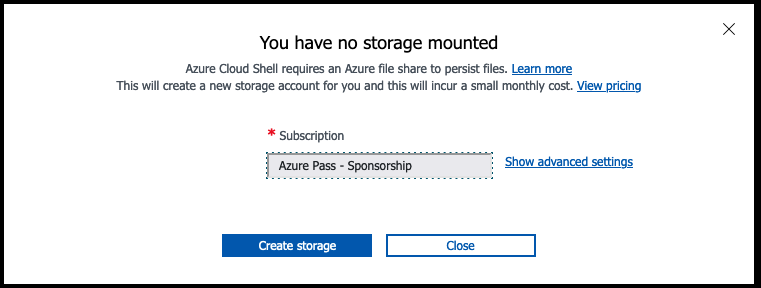 You have no storage mounted
Azure Cloud Shell requires an Azure file share to persist files. Learn more
This will create a new storage account for you and this will incur a small monthly cost. View pricing
* Subscription
Azure Pass - Sponsorship
Show advanced settings
Create storage
Close